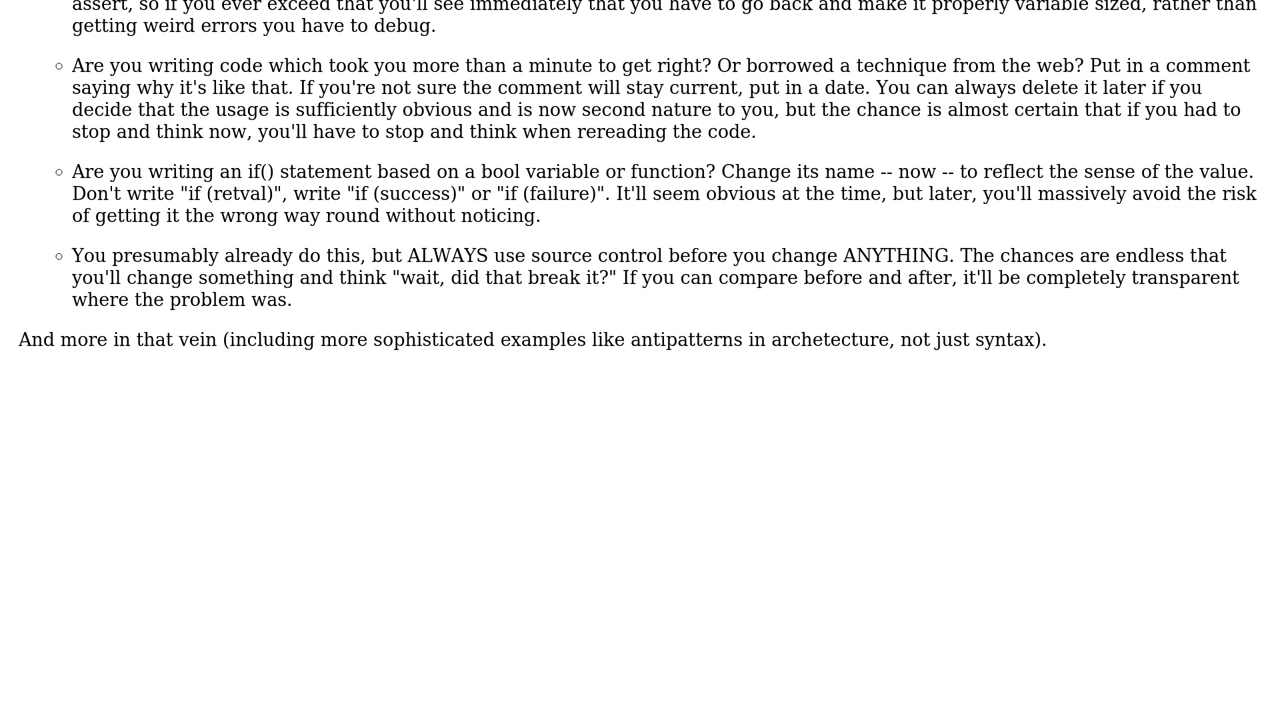 assert, so if you ever exceed that you'll see immediately that you have to go back and make it properly variable sized, rather than
getting weird errors you have to debug.
Are you writing code which took you more than a minute to get right? Or borrowed a technique from the web? Put in a comment
saying why it's like that. If you're not sure the comment will stay current, put in a date. You can always delete it later if you
decide that the usage is sufficiently obvious and is now second nature to you, but the chance is almost certain that if you had to
stop and think now, you'll have to stop and think when rereading the code.
Are you writing an if() statement based on a bool variable or function? Change its name -- now -- to reflect the sense of the value.
Don't write "if (retval)", write "if (success)" or "if (failure)". It'll seem obvious at the time, but later, you'll massively avoid the risk
of getting it the wrong way round without noticing.
You presumably already do this, but ALWAYS use source control before you change ANYTHING. The chances are endless that
you'll change something and think "wait, did that break it?" If you can compare before and after, it'll be completely transparent
where the problem was.
And more in that vein (including more sophisticated examples like antipatterns in archetecture, not just syntax).